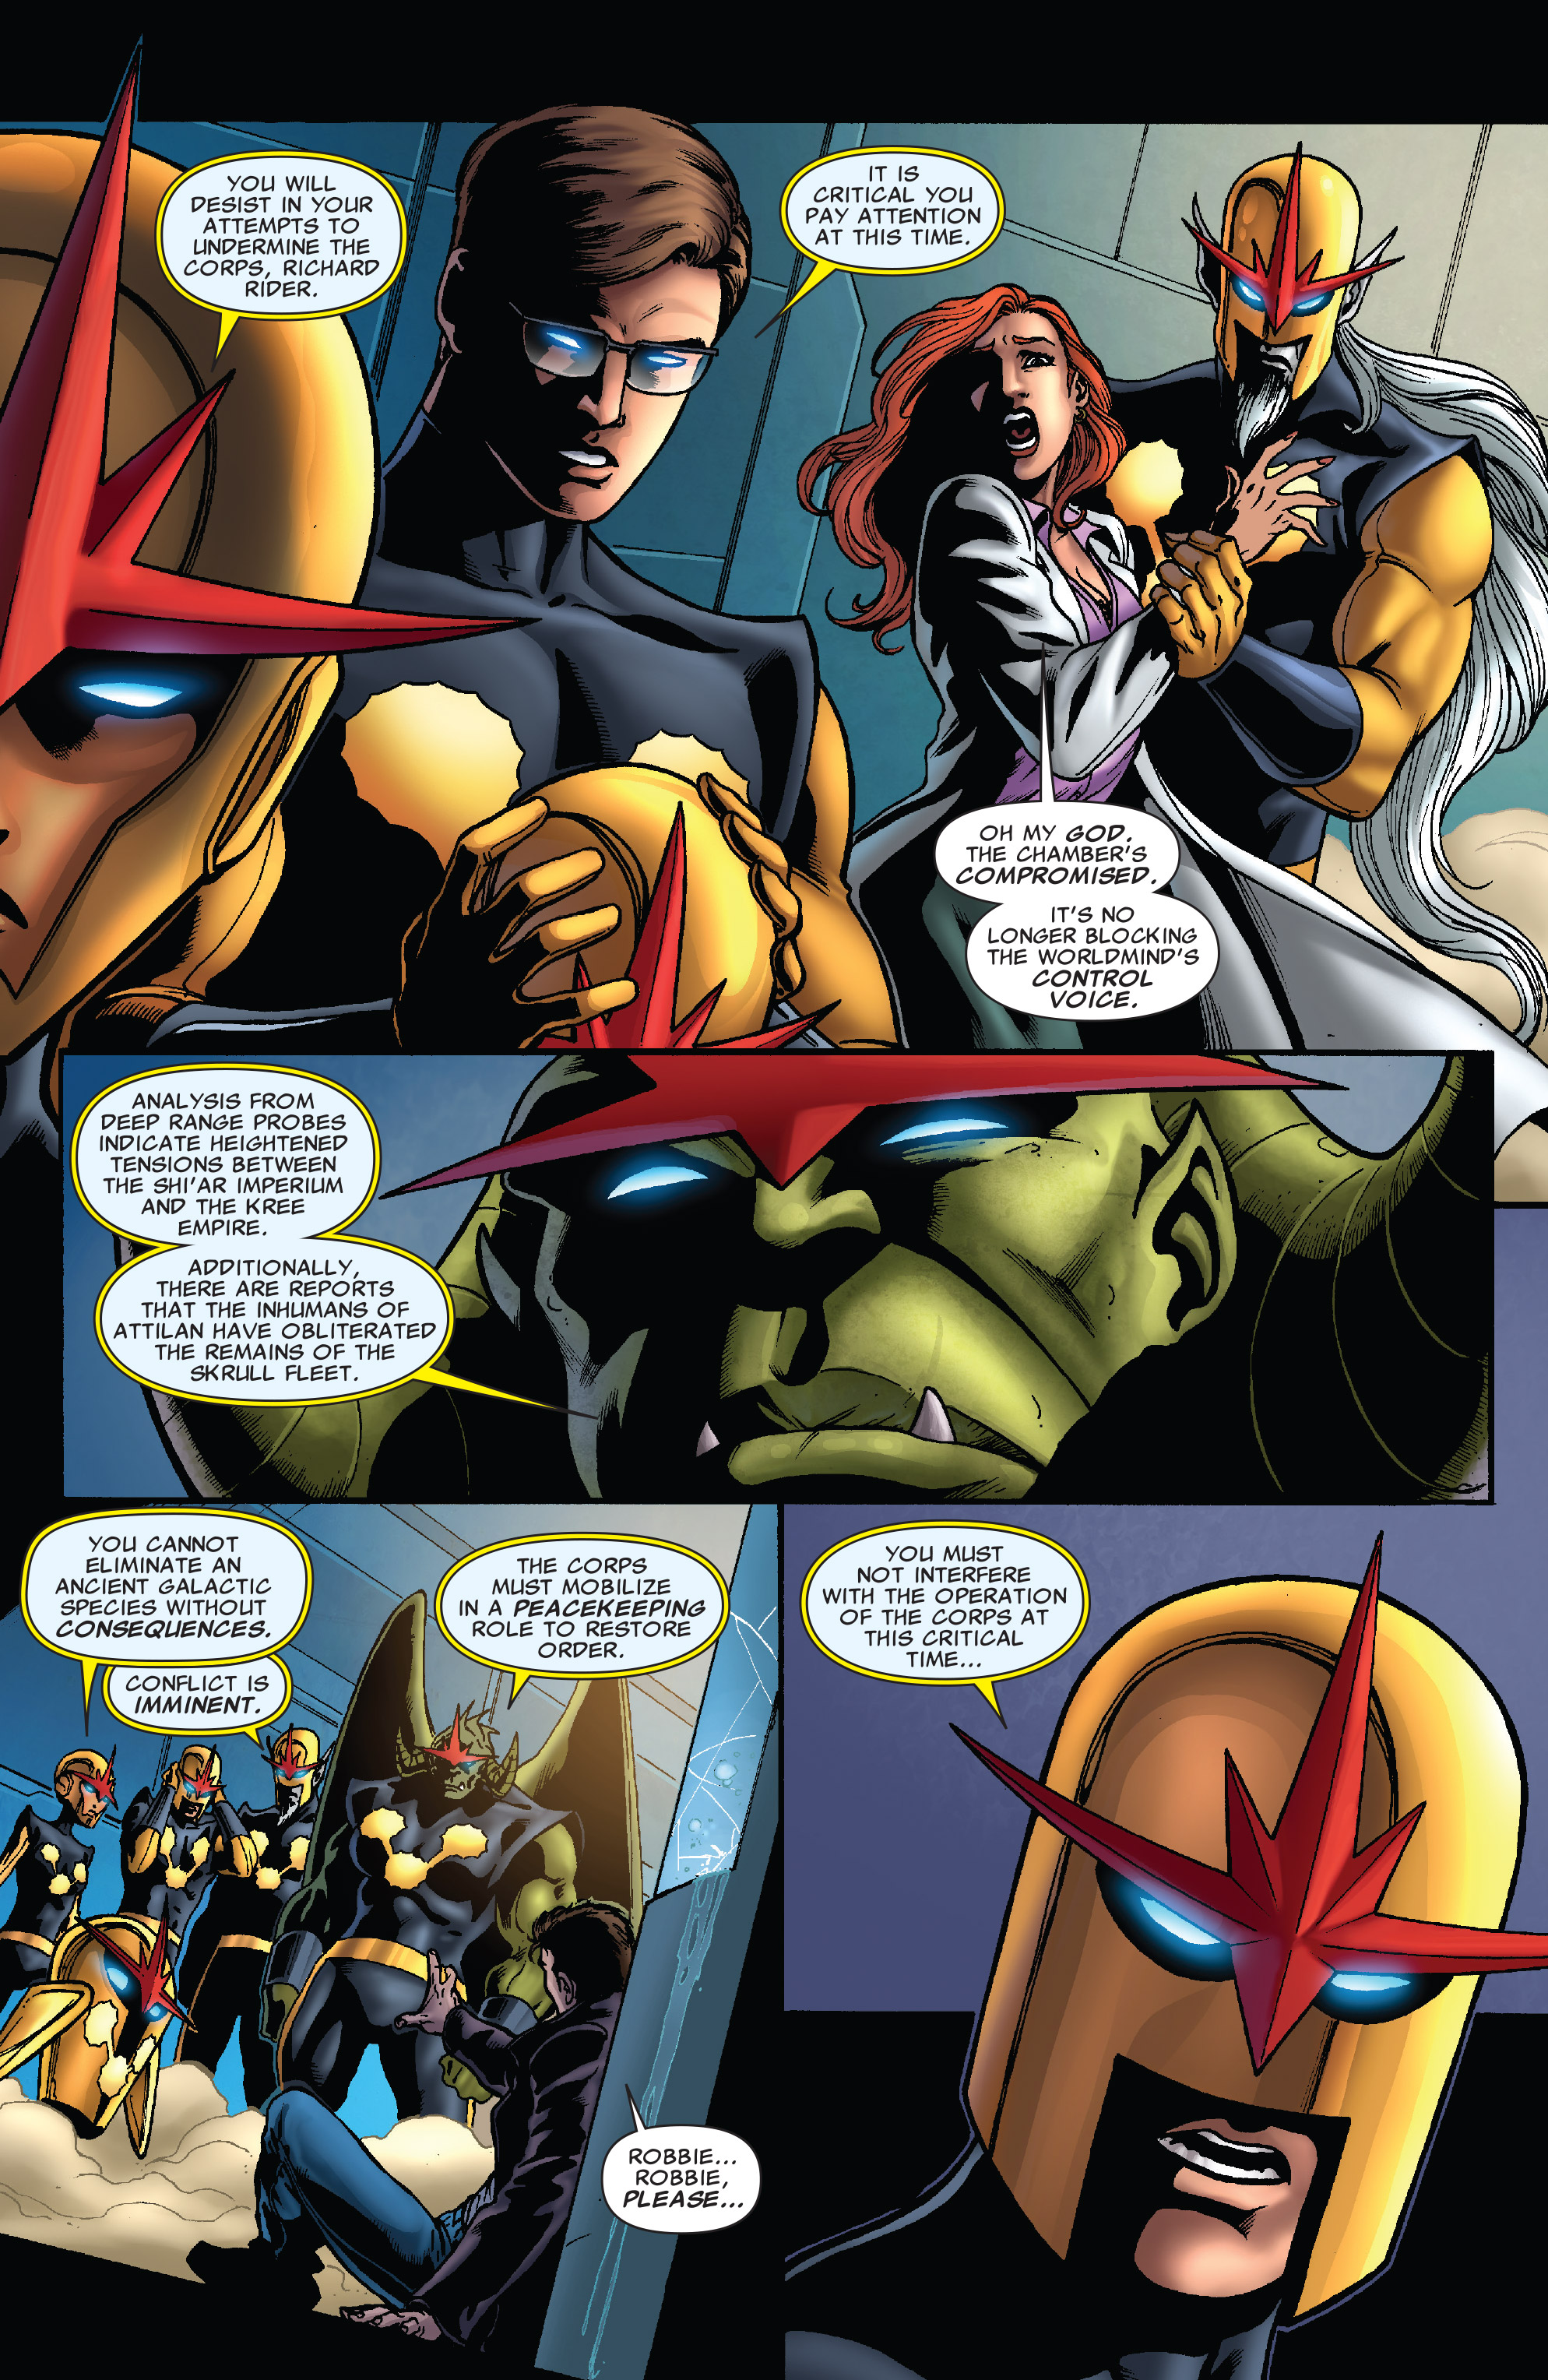 YOU WILL
DESIST IN YOUR
ATTEMPTS TO
UNDERMINE THE
CORPS, RICHARD
RIDER.
IT IS
CRITICAL YOU
PAY ATTENTION
AT THIS TIME.
OH MY GOD.
THE CHAMBER'S
COMPROMISED.
IT'S NO
LONGER BLOCKING
THE WORLDMIND'S
CONTROL
VOICE.
ANALYSIS FROM
DEEP RANGE PROBES
INDICATE HEIGHTENED
TENSIONS BETWEEN
THE SHI'AR IMPERIUM
AND THE KREE
EMPIRE.
ADDITIONALLY,
THERE ARE REPORTS
THAT THE INHUMANS OF
ATTILAN HAVE OBLITERATED
THE REMAINS OF THE
SKRULL FLEET.
YOU CANNOT
ELIMINATE AN
ANCIENT GALACTIC
SPECIES WITHOUT
CONSEQUENCES.
CONFLICT IS
IMMINENT.
THE CORPS
MUST MOBILIZE
IN A PEACEKEEPING
ROLE TO RESTORE
ORDER.
ROBBIE...
ROBBIE,
PLEASE...
YOU MUST
NOT INTERFERE
WITH THE OPERATION
OF THE CORPS AT
THIS CRITICAL
TIME...